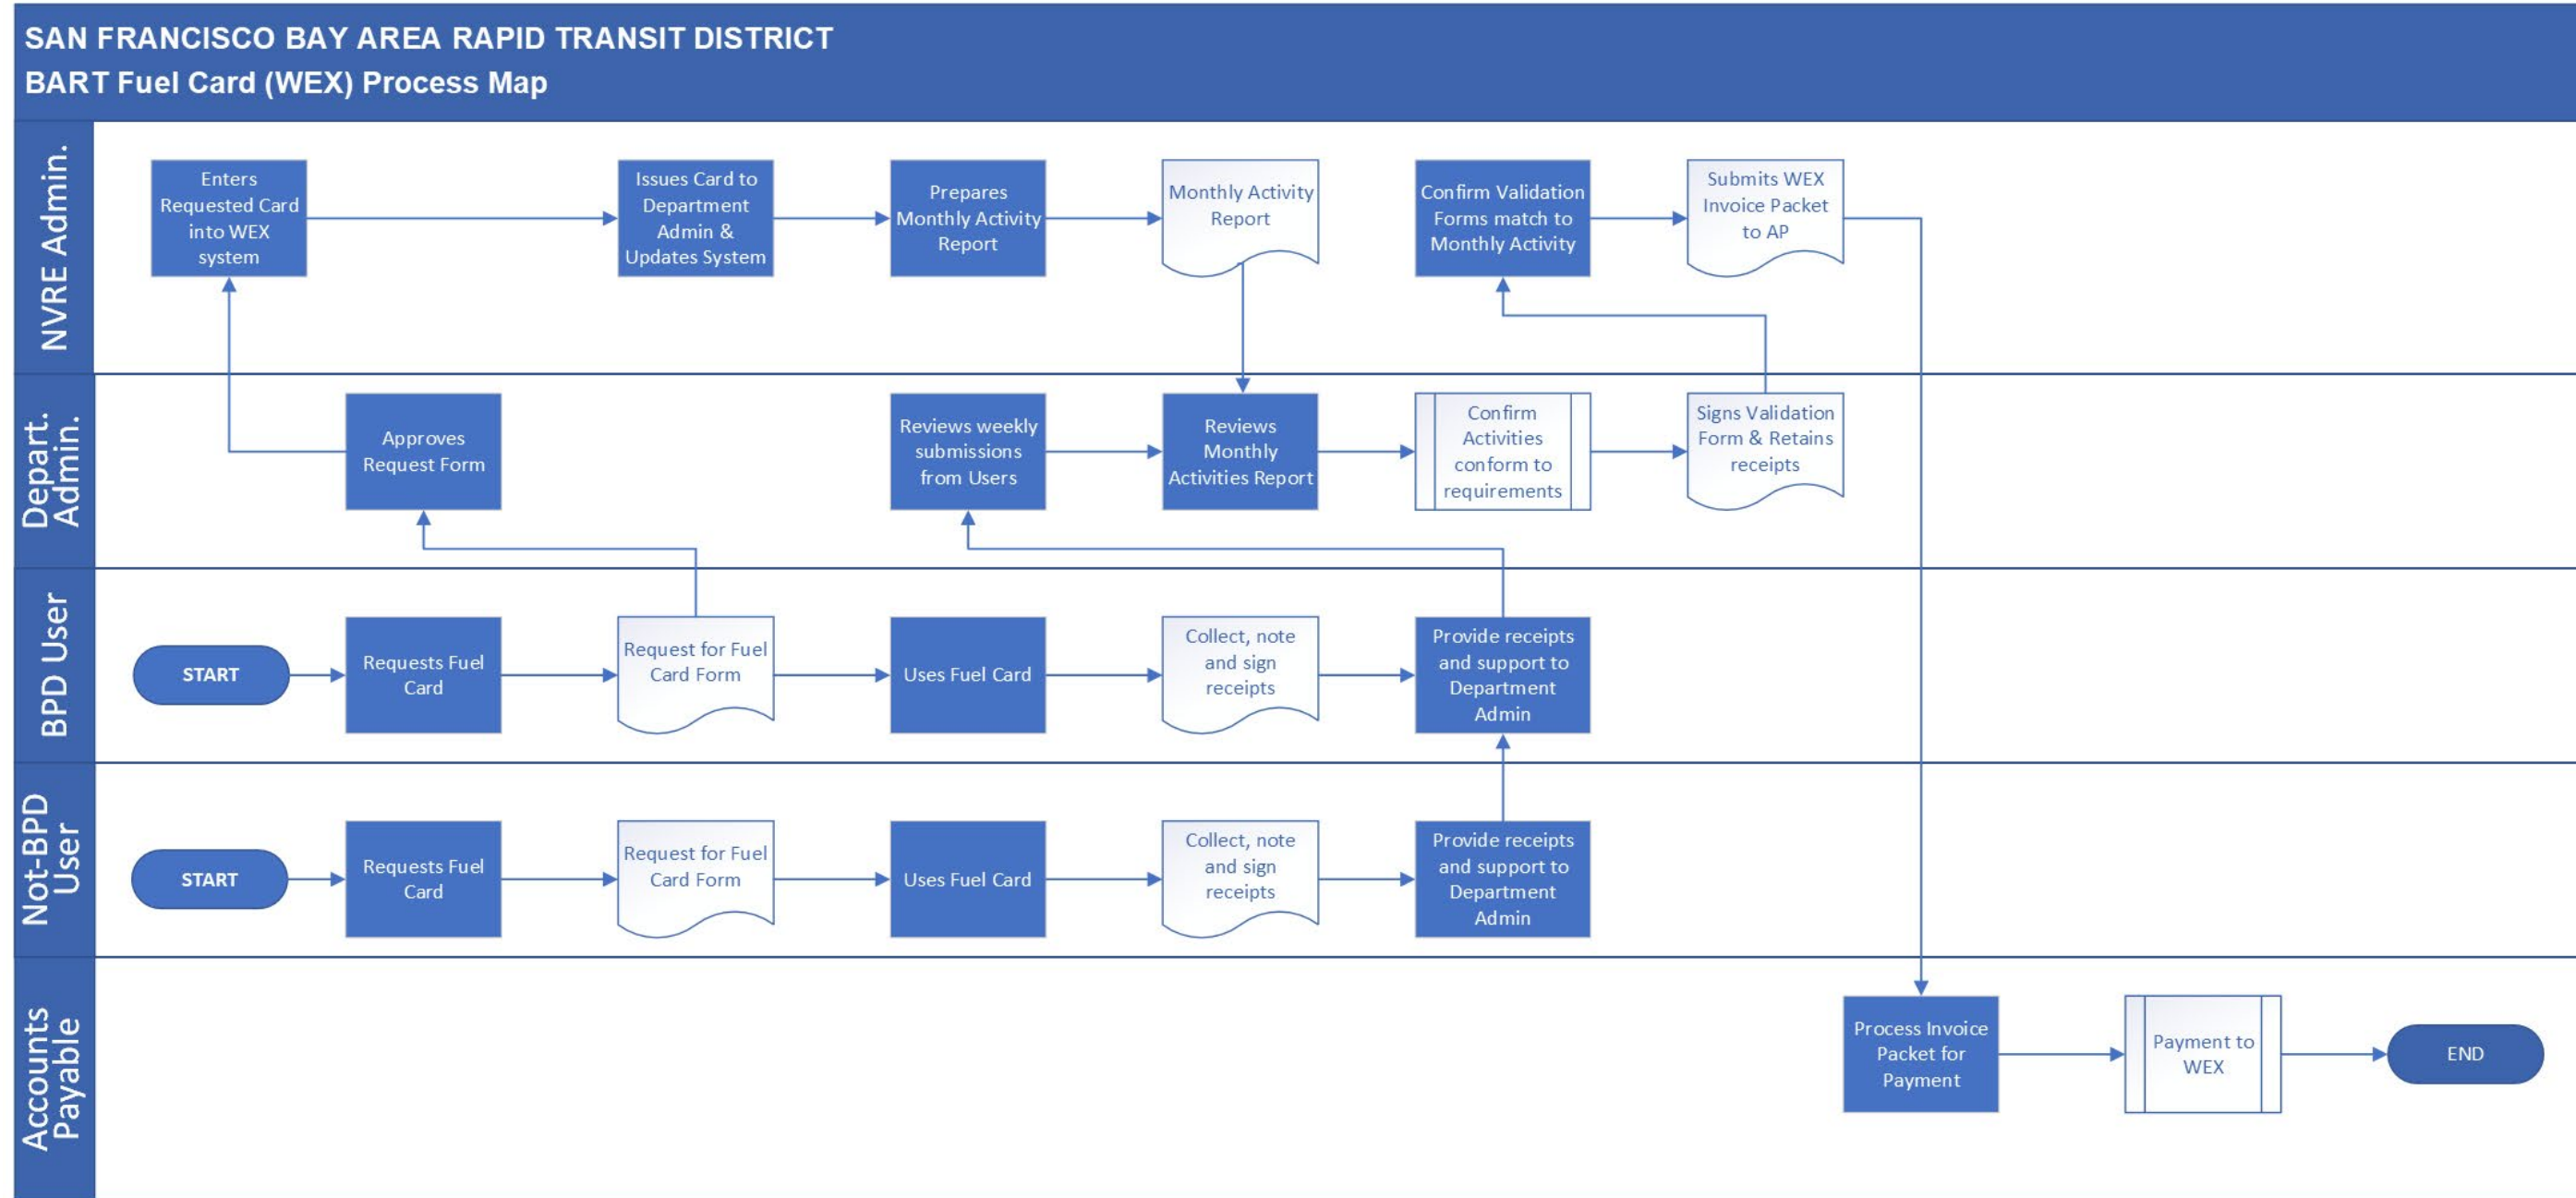 SAN FRANCISCO BAY AREA RAPID TRANSIT DISTRICT
BART Fuel Card (WEX) Process Map
NVRE Admin.
Enters
Requested Card
into WEX
system
Issues Card to
Department
Admin &
Updates System
Prepares
Monthly Activity
Report
Monthly Activity
Report
Confirm Validation
Forms match to
Monthly Activity
Submits WEX
Invoice Packet
to AP
Depart.
Admin.
Approves
Request Form
Reviews weekly
submissions
from Users
Reviews
Monthly
Activities Report
Confirm
Activities
conform to
requirements
Signs Validation
Form & Retains
receipts
BPD User
START
Requests Fuel
Card
Request for Fuel
Card Form
Uses Fuel Card
Collect, note
and sign
receipts
Provide receipts
and support to
Department
Admin
Not-BPD
User
START
Requests Fuel
Card
Request for Fuel
Card Form
Uses Fuel Card
Collect, note
and sign
receipts
Provide receipts
and support to
Department
Admin
Accounts
Payable
Process Invoice
Packet for
Payment
Payment to
WEX
END